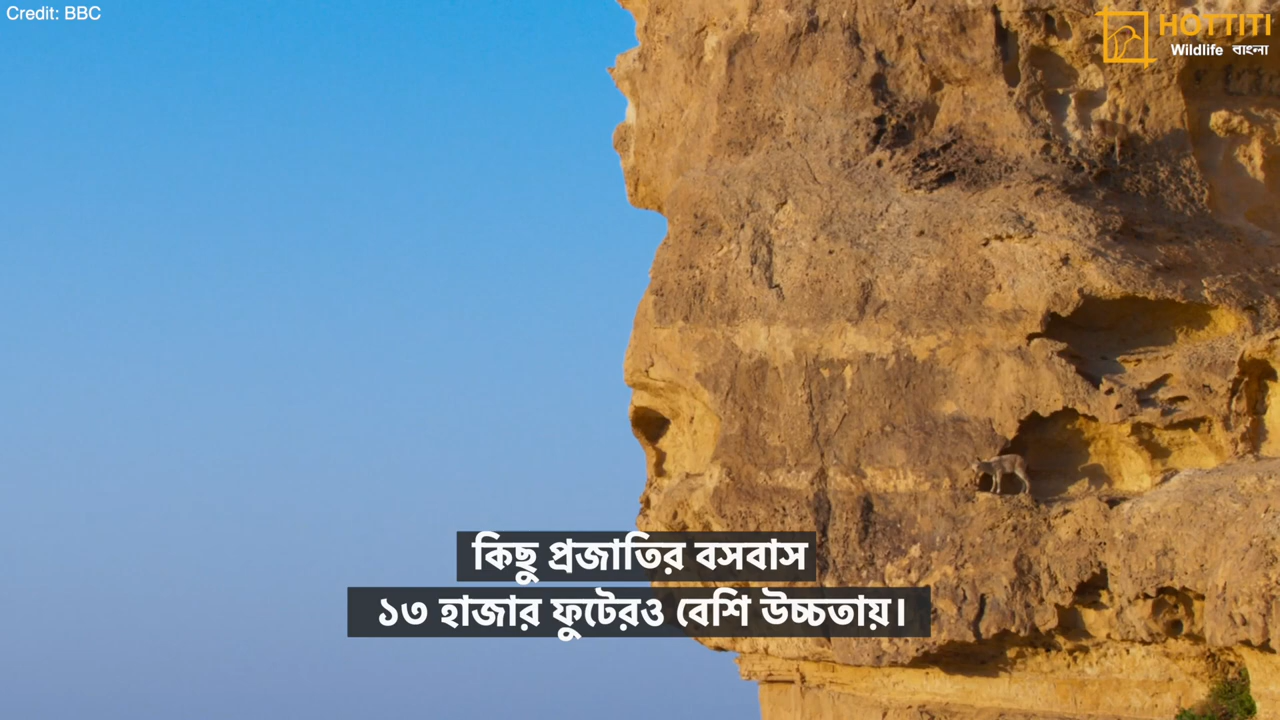 Credit: BBC
HOTTITI
Wildlife বাংলা
কিছু প্রজাতির বসবাস
১৩ হাজার ফুটেরও বেশি উচ্চতায়।